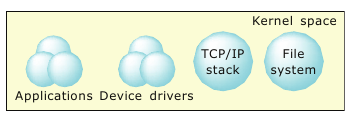 Kernel space
TCP/IP
stack
File
system
Applications
Device drivers